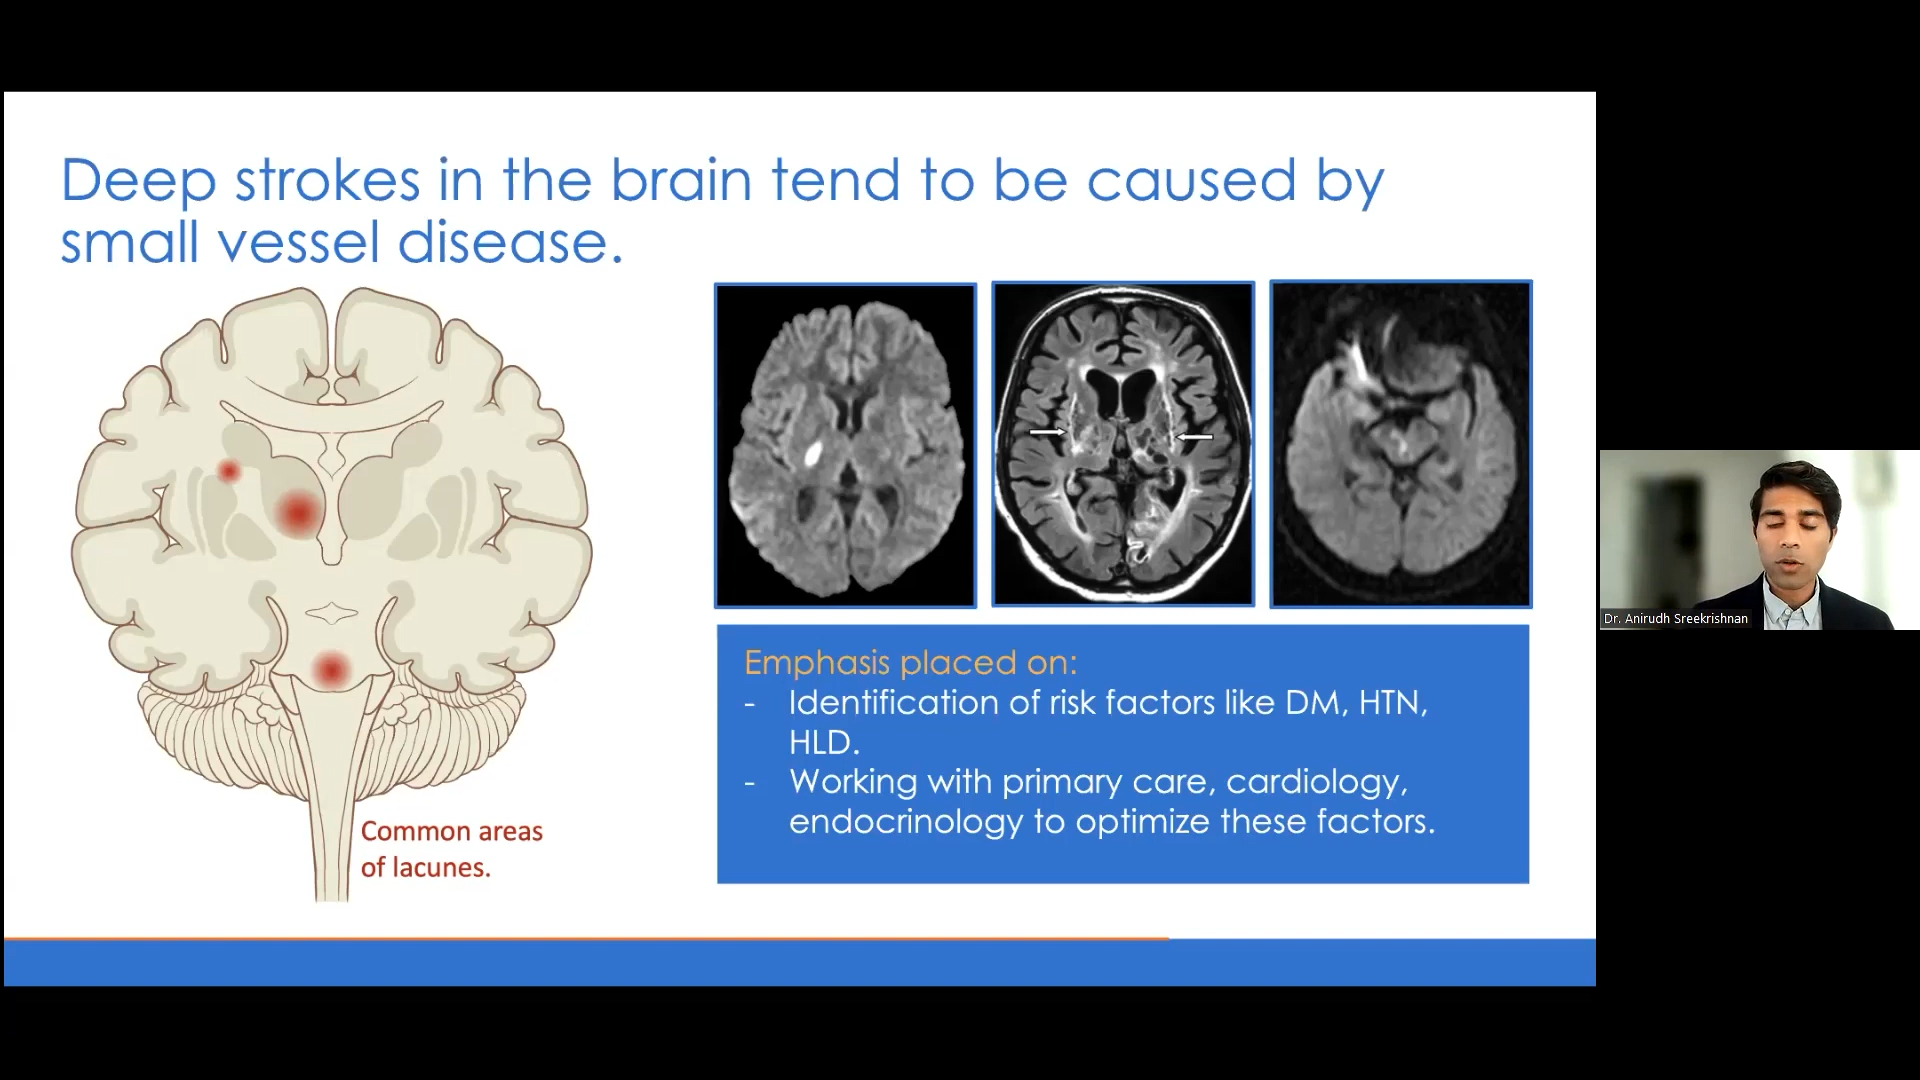 Deep strokes in the brain tend to be caused by
small vessel disease.
Common areas
of lacunes.
Emphasis placed on:
- Identification of risk factors like DM, HTN,
HLD.
- Working with primary care, cardiology,
endocrinology to optimize these factors.
Dr. Anirudh Sreekrishnan